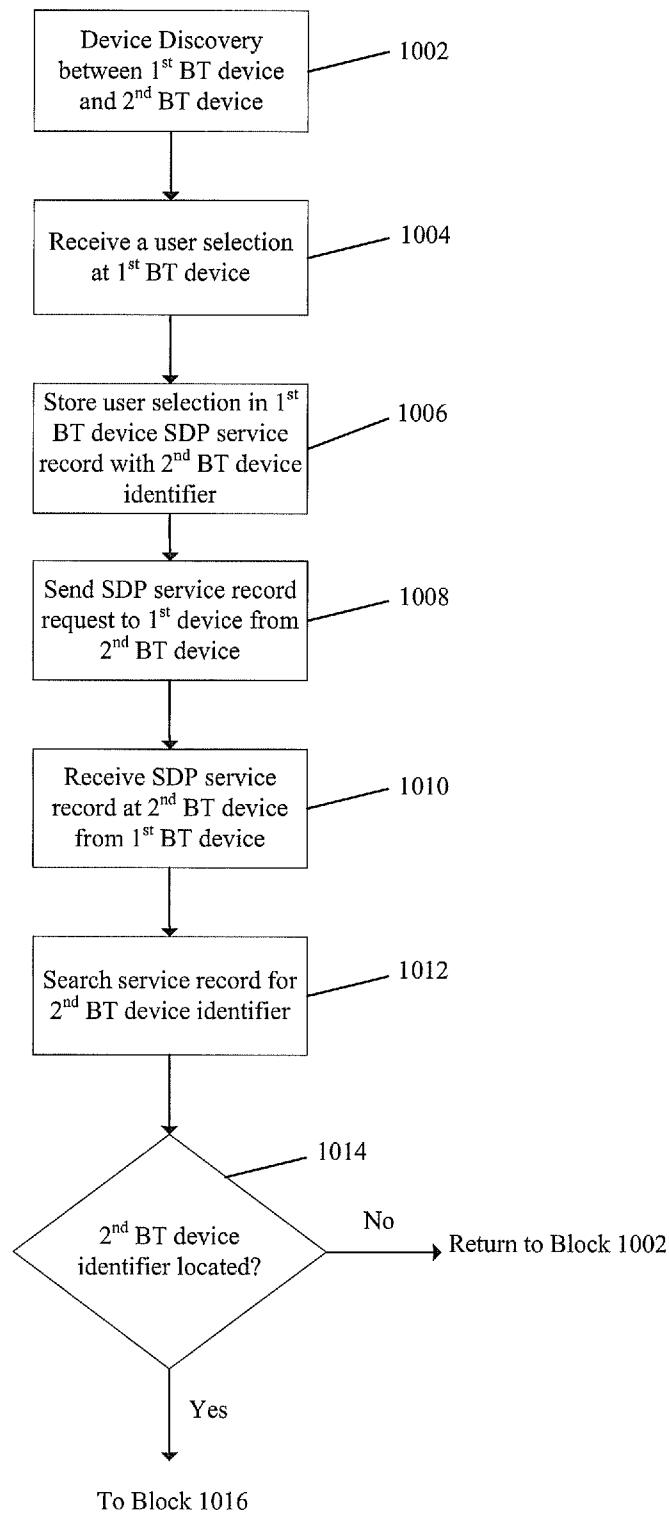 Device Discovery
between 1st BT device
and 2nd BT device
1002
Receive a user selection
at 1st BT device
1004
Store user selection in 1st
BT device SDP service
record with 2nd BT device
identifier
1006
Send SDP service record
request to 1st device from
2nd BT device
1008
Receive SDP service
record at 2nd BT device
from 1st BT device
1010
Search service record for
2nd BT device identifier
1012
1014
2nd BT device
identifier located?
No
Return to Block 1002
Yes
To Block 1016